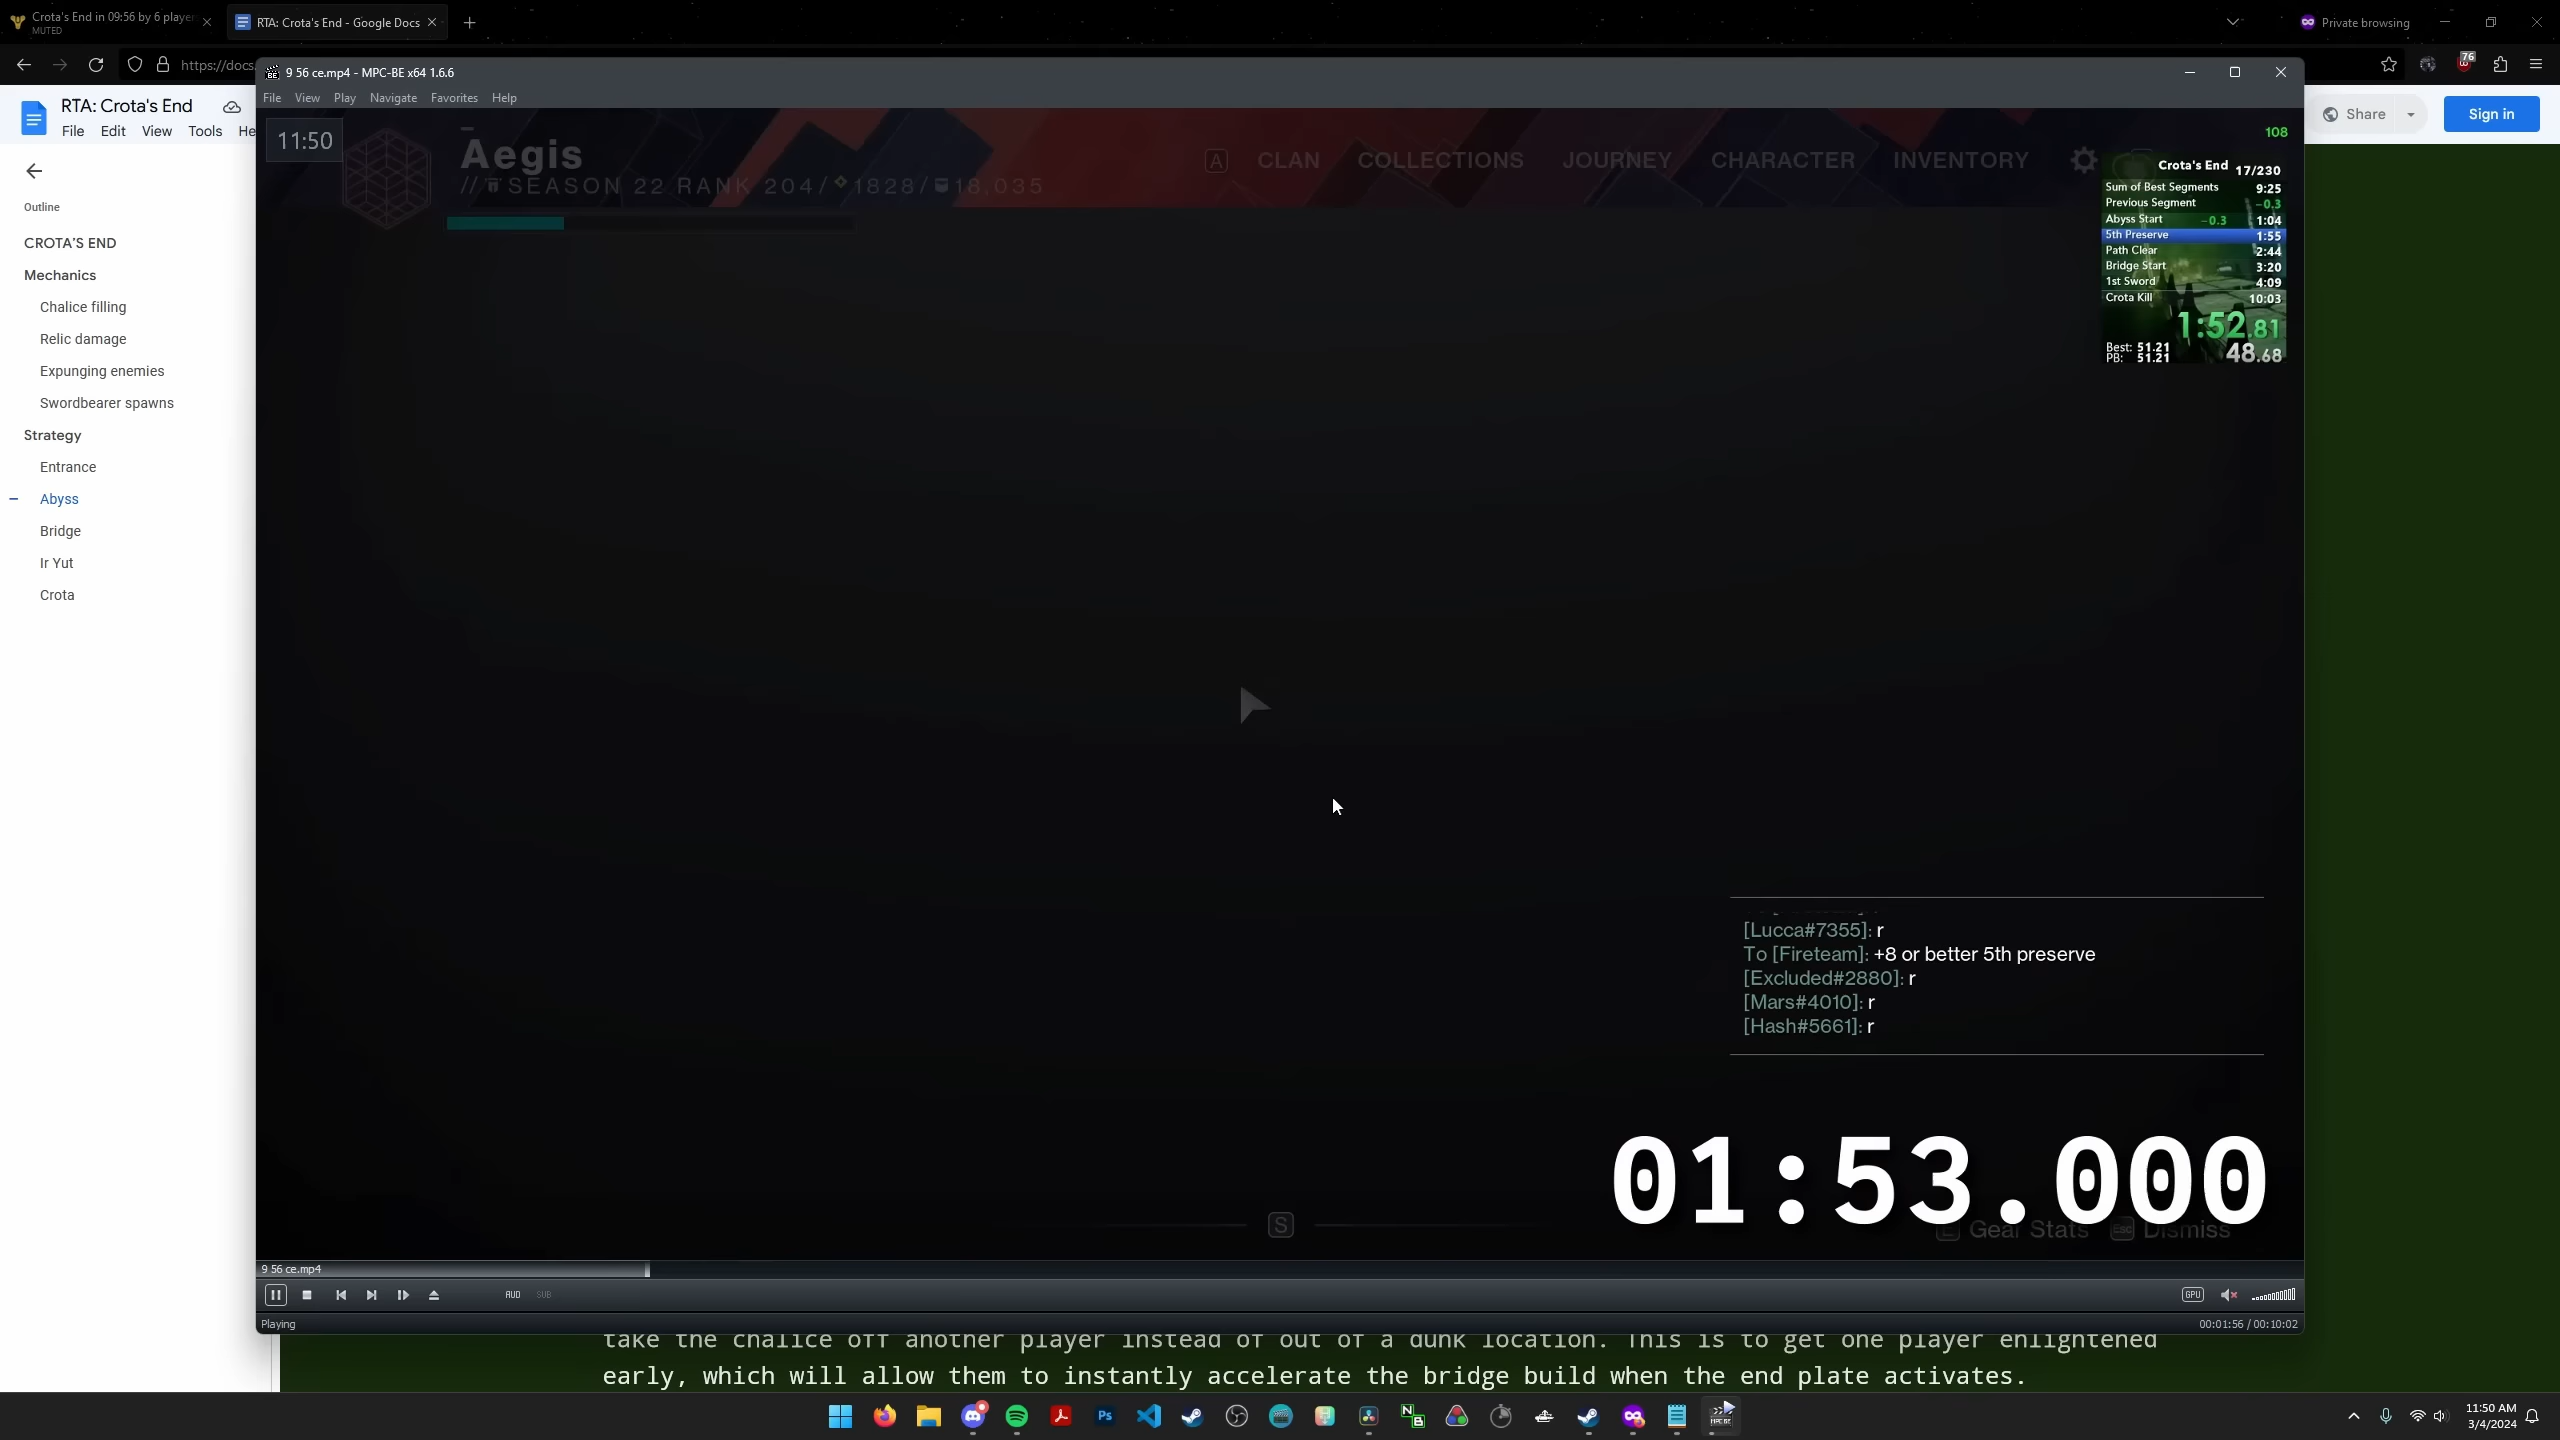 Crota's End in 09:56 by 6 player
MUTED
RTA: Crota's End - Google Docs
Private browsing
https://docs.
76
RTA: Crota's End
File Edit View Tools He
Share
Sign in
Outline
CROTA'S END
Mechanics
Chalice filling
Relic damage
Expunging enemies
Swordbearer spawns
Strategy
Entrance
Abyss
Bridge
Ir Yut
Crota
9 56 ce.mp4 - MPC-BE x64 1.6.6
File View Play Navigate Favorites Help
11:50
Aegis
// SEASON 22 RANK 204/ 1828/ 18,035
A CLAN COLLECTIONS JOURNEY CHARACTER INVENTORY
108
Crota's End 17/230
Sum of Best Segments 9:25
Previous Segment −0.3
Abyss Start −0.3 1:04
5th Preserve 1:55
Path Clear 2:44
Bridge Start 3:20
1st Sword 4:09
Crota Kill 10:03
1:52.81
Best: 51.21
PB: 51.21
48.68
[Lucca#7355]: r
To [Fireteam]: +8 or better 5th preserve
[Excluded#2880]: r
[Mars#4010]: r
[Hash#5661]: r
01:53.000
S
Gear Stats Esc Dismiss
9 56 ce.mp4
AUD SUB
GPU
Playing
00:01:56 / 00:10:02
take the chalice off another player instead of out of a dunk location. This is to get one player enlightened
early, which will allow them to instantly accelerate the bridge build when the end plate activates.
11:50 AM
3/4/2024